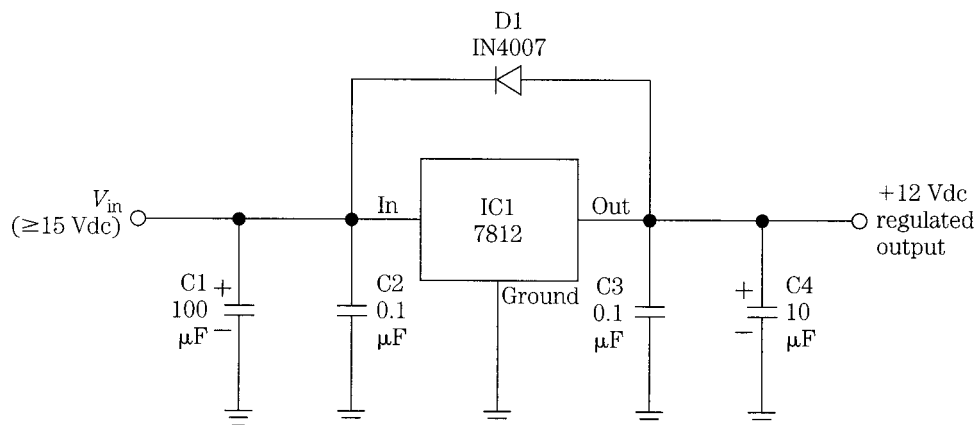 D1
IN4007
V_in
(≥15 Vdc)
In
IC1
7812
Out
+12 Vdc
regulated
output
Ground
C1 +
100
µF −
C2
0.1
µF
C3
0.1
µF
+ C4
10
− µF